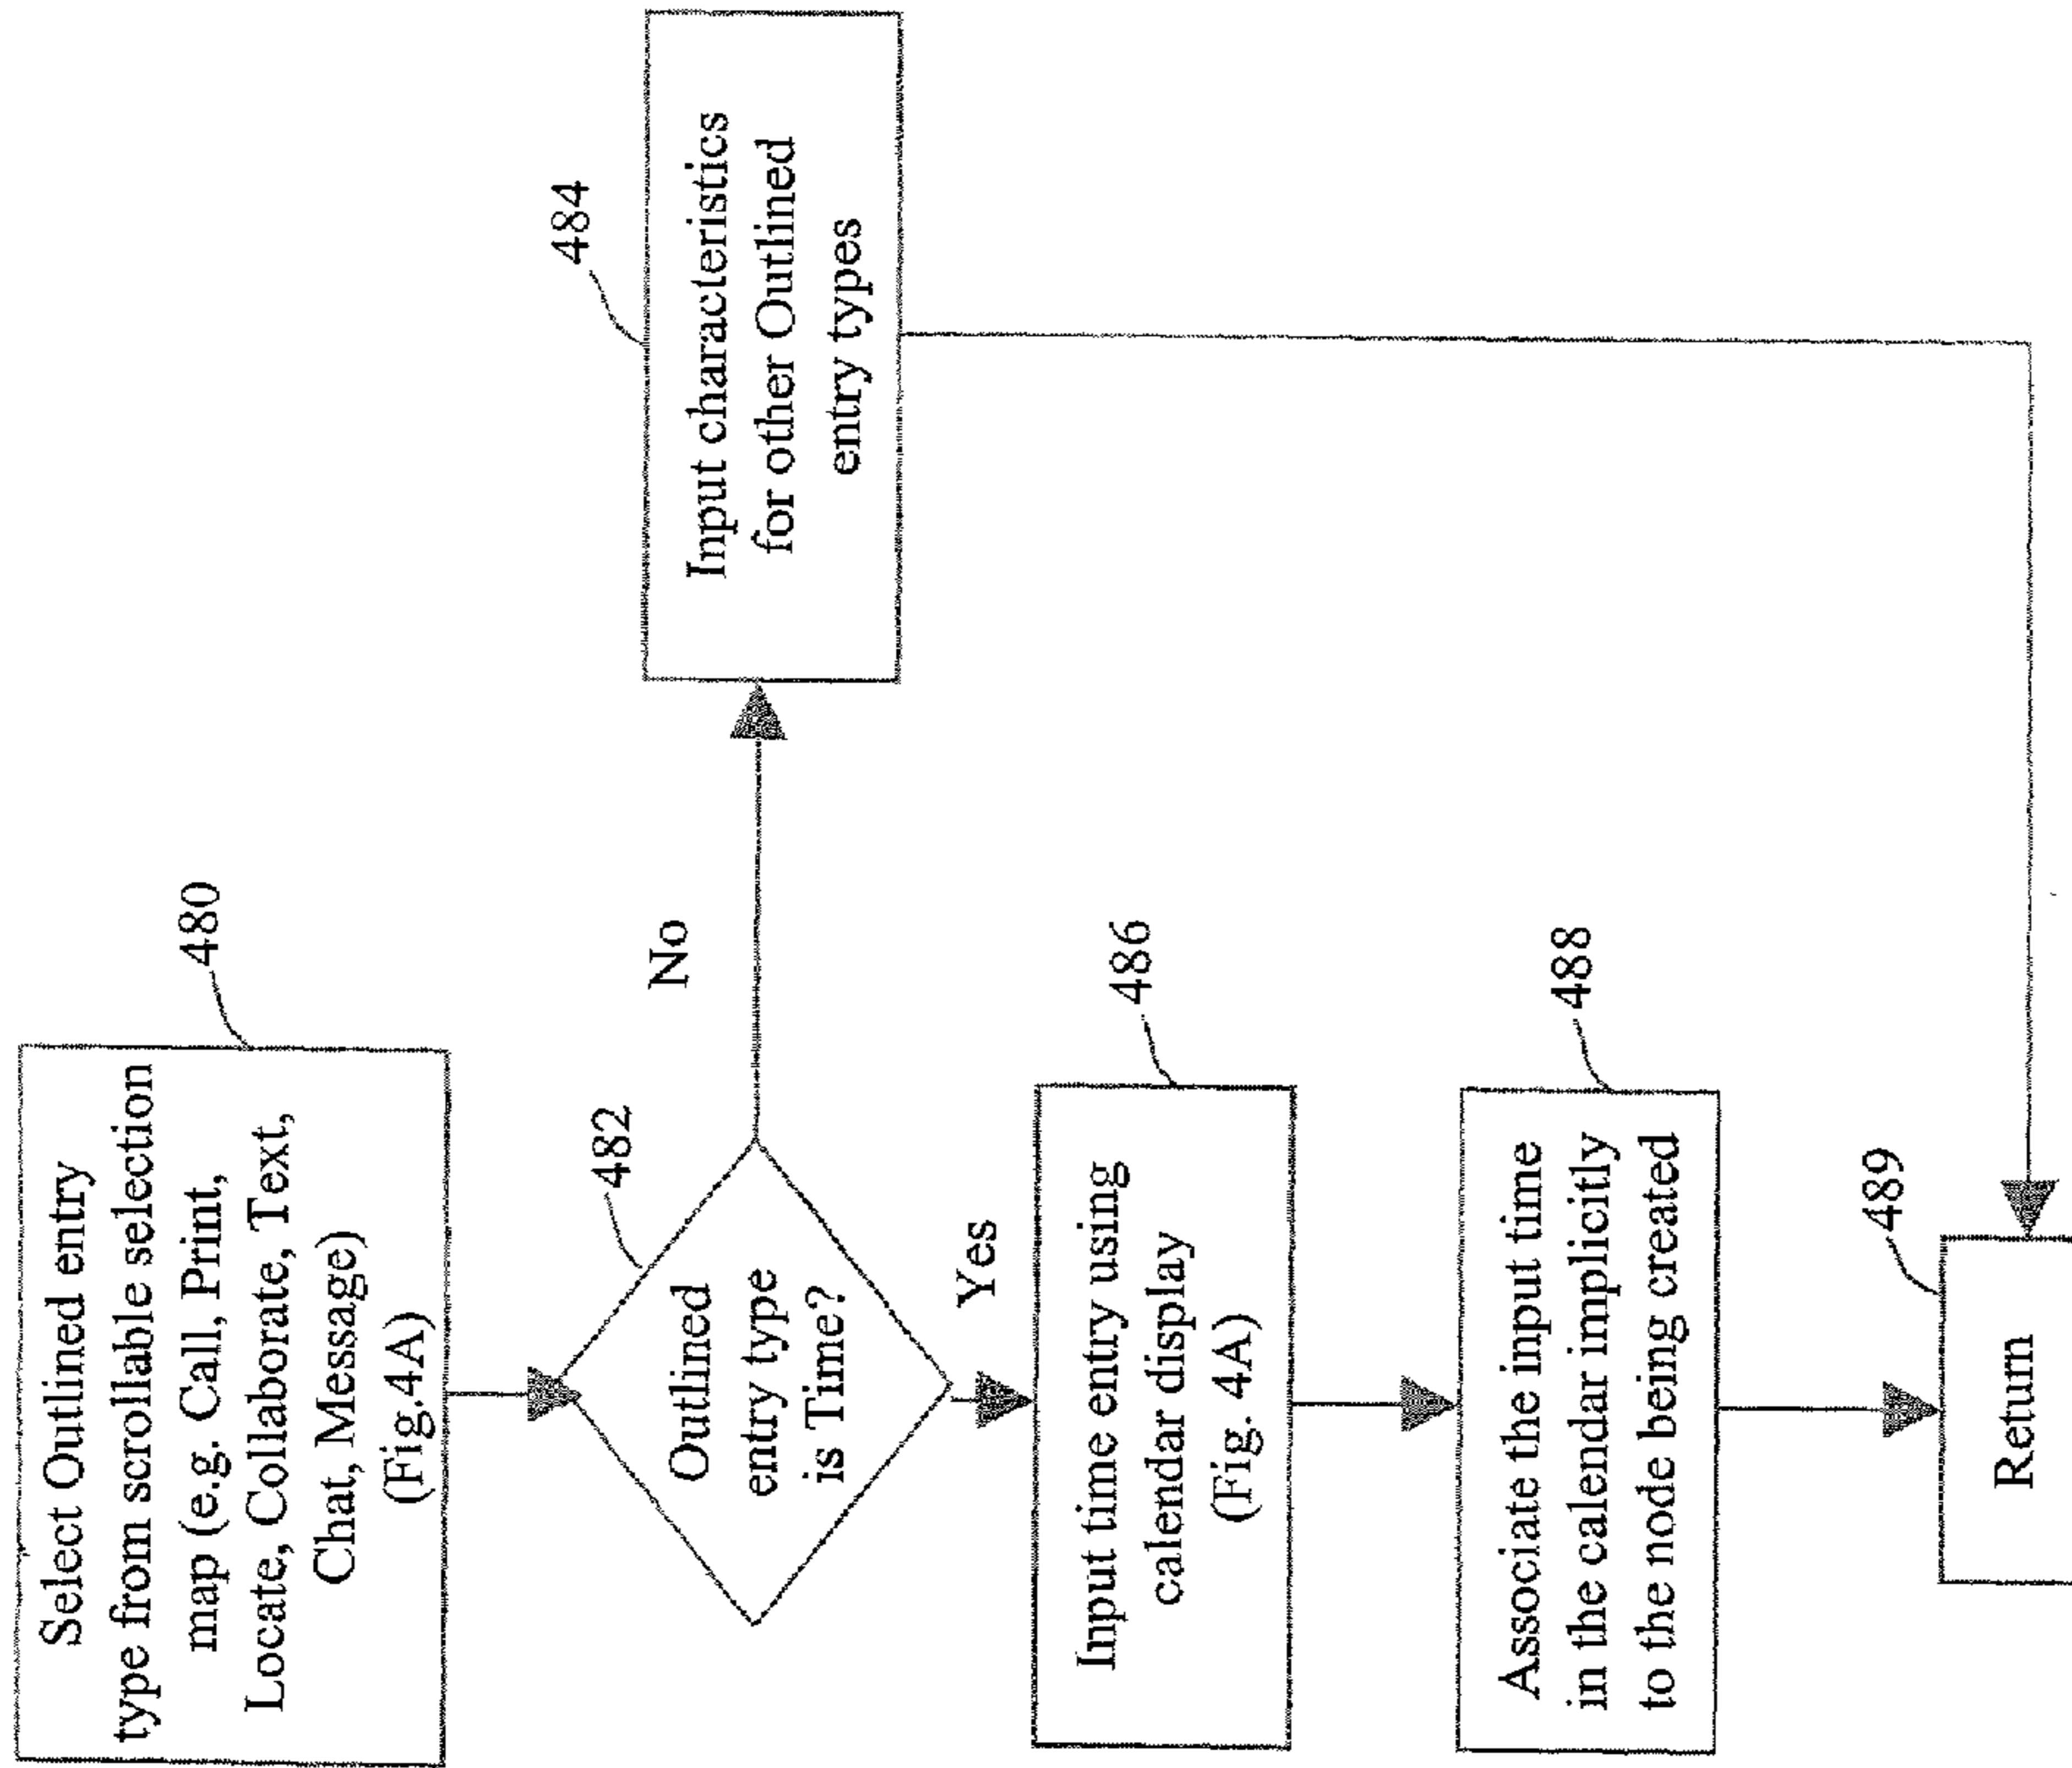 480
Select Outlined entry
type from scrollable selection
map (e.g. Call, Print,
Locate, Collaborate, Text,
Chat, Message)
(Fig.4A)
482
Outlined
entry type
is Time?
No
484
Input characteristics
for other Outlined
entry types
Yes
486
Input time entry using
calendar display
(Fig. 4A)
488
Associate the input time
in the calendar implicitly
to the node being created
489
Return